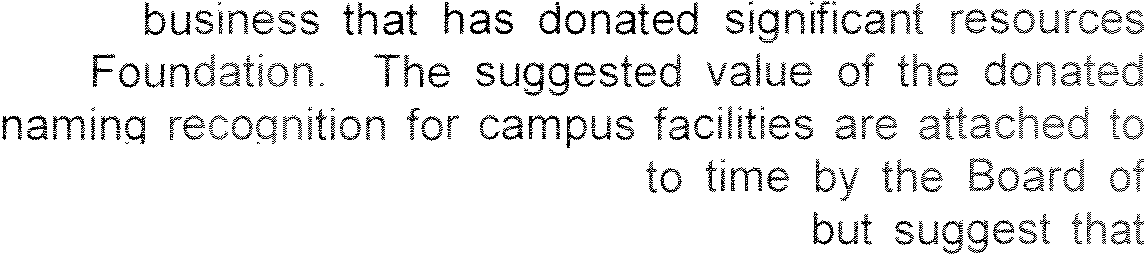 business that has donated significant resources
Foundation. The suggested value of the donated
naming recognition for campus facilities are attached to
to time by the Board of
but suggest that